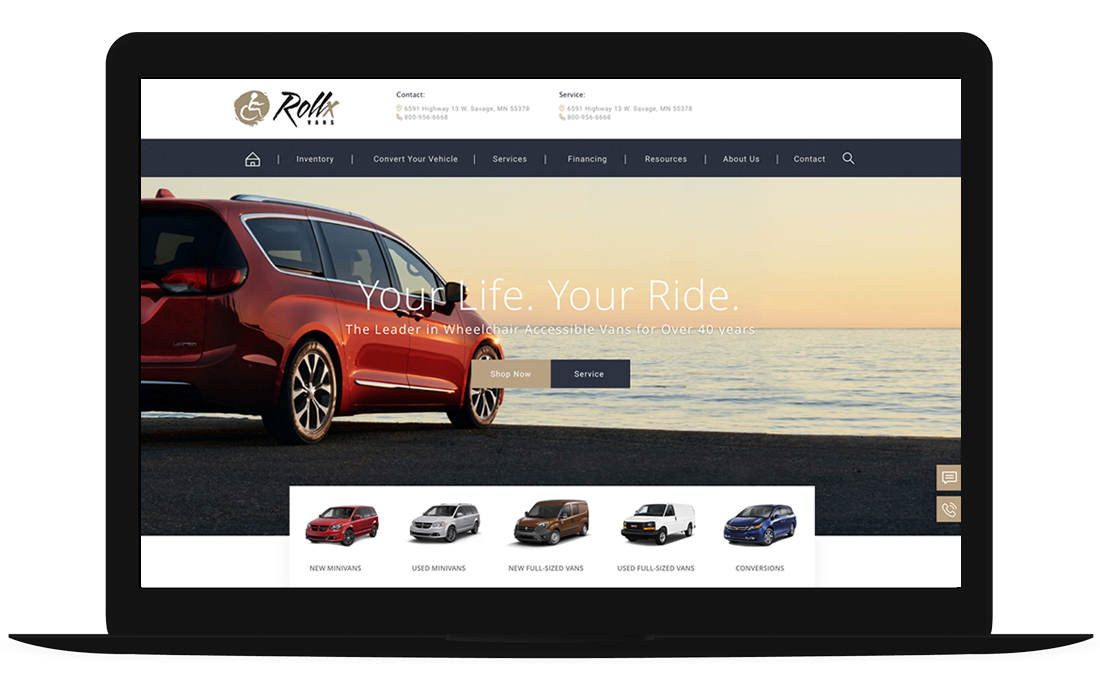 Rollx
VANS
Contact:
6591 Highway 13 W. Savage, MN 55378
800-956-6668
Service:
6591 Highway 13 W. Savage, MN 55378
800-956-6668
Inventory | Convert Your Vehicle | Services | Financing | Resources | About Us | Contact
Your Life. Your Ride.
The Leader in Wheelchair Accessible Vans for Over 40 years
Shop Now
Service
LIMITED
NEW MINIVANS
USED MINIVANS
NEW FULL-SIZED VANS
USED FULL-SIZED VANS
CONVERSIONS